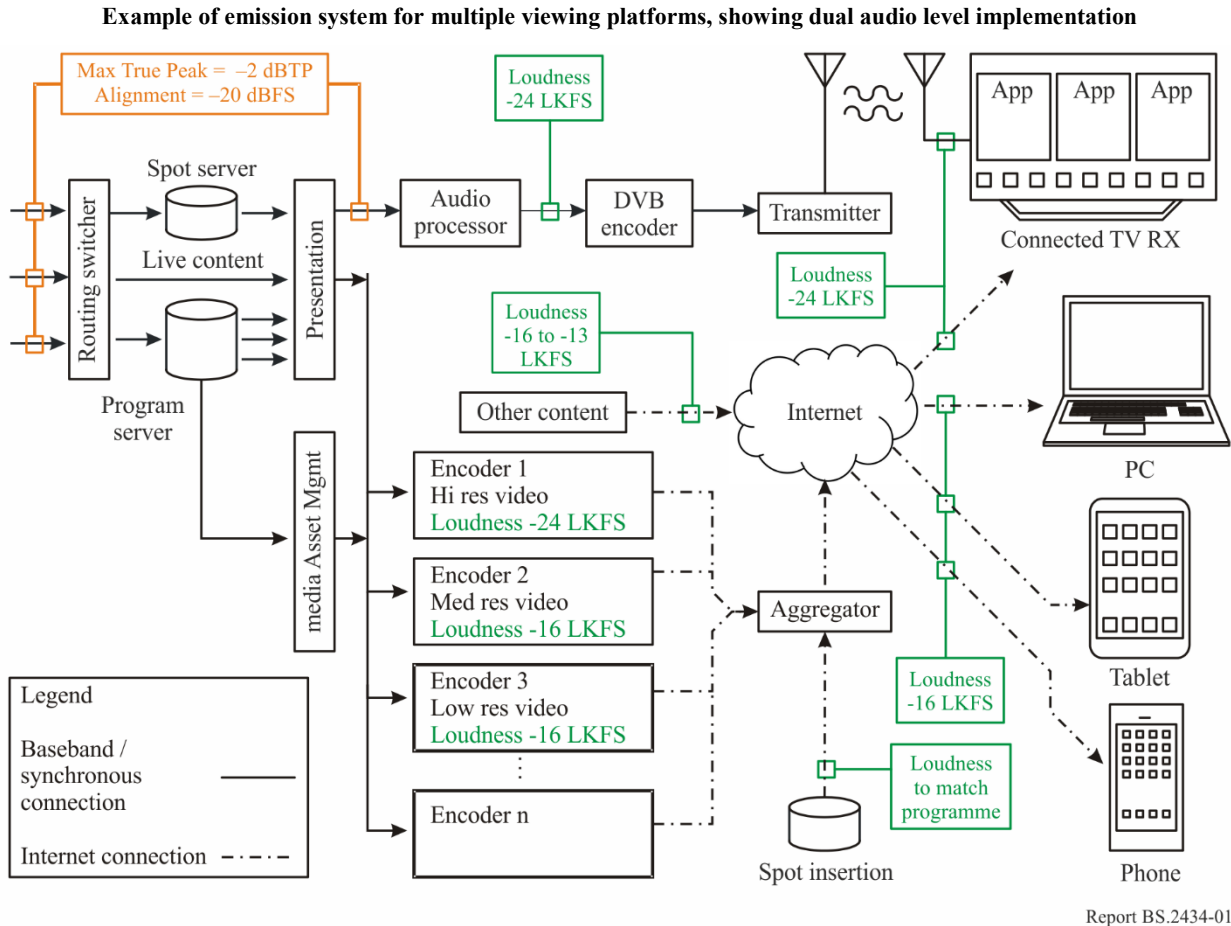 Example of emission system for multiple viewing platforms, showing dual audio level implementation
Max True Peak = –2 dBTP
Alignment = –20 dBFS
Loudness
-24 LKFS
App
App
App
Connected TV RX
Spot server
Routing switcher
Live content
Presentation
Audio
processor
DVB
encoder
Transmitter
Loudness
-24 LKFS
Program
server
Loudness
-16 to -13
LKFS
Other content
Internet
PC
media Asset Mgmt
Encoder 1
Hi res video
Loudness -24 LKFS
Encoder 2
Med res video
Loudness -16 LKFS
Encoder 3
Low res video
Loudness -16 LKFS
Encoder n
Aggregator
Loudness
-16 LKFS
Tablet
Loudness
to match
programme
Spot insertion
Phone
Legend
Baseband /
synchronous
connection
Internet connection
Report BS.2434-01